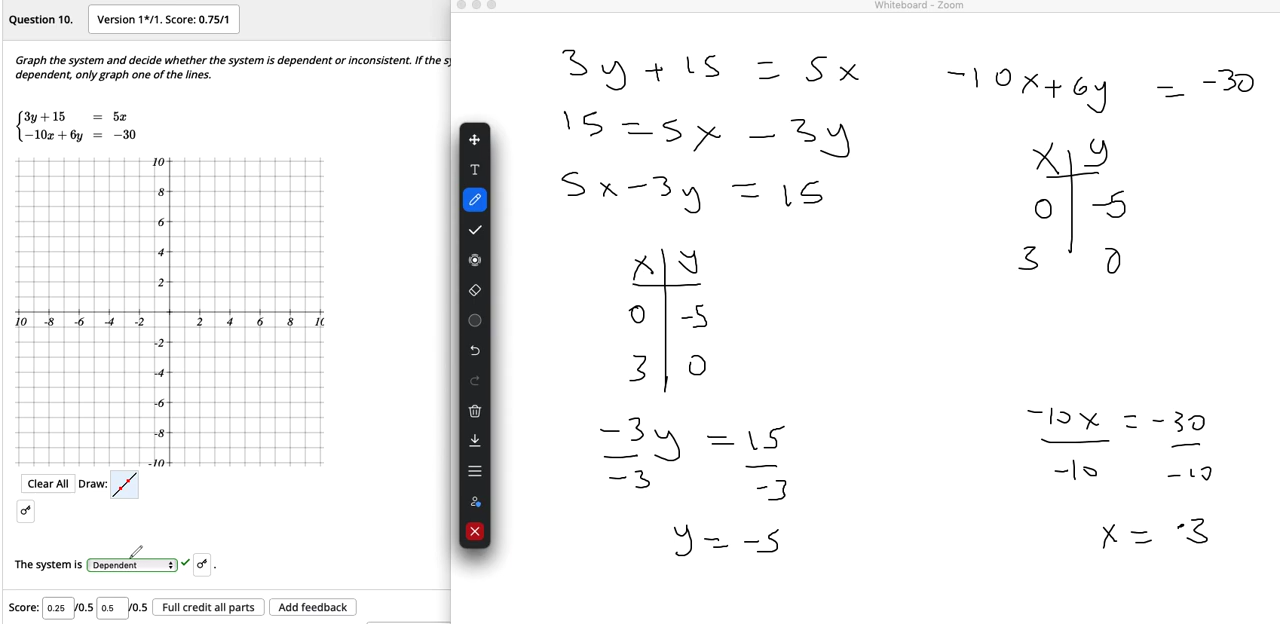 Whiteboard - Zoom
Question 10. Version 1*/1. Score: 0.75/1
Graph the system and decide whether the system is dependent or inconsistent. If the
dependent, only graph one of the lines.
3y + 15 = 5x
−10x + 6y = −30
10
8
6
4
2
10 -8 -6 -4 -2 2 4 6 8 10
-2
-4
-6
-8
-10
Clear All Draw:
The system is Dependent .
Score: 0.25 /0.5 0.5 /0.5 Full credit all parts Add feedback
T
3y + 15 = 5x
15 = 5x - 3y
5x - 3y = 15
x y
0 -5
3 0
-3y = 15
-3 -3
y = -5
-10x + 6y = -30
x y
0 -5
3 0
-10x = -30
-10 -10
x = 3